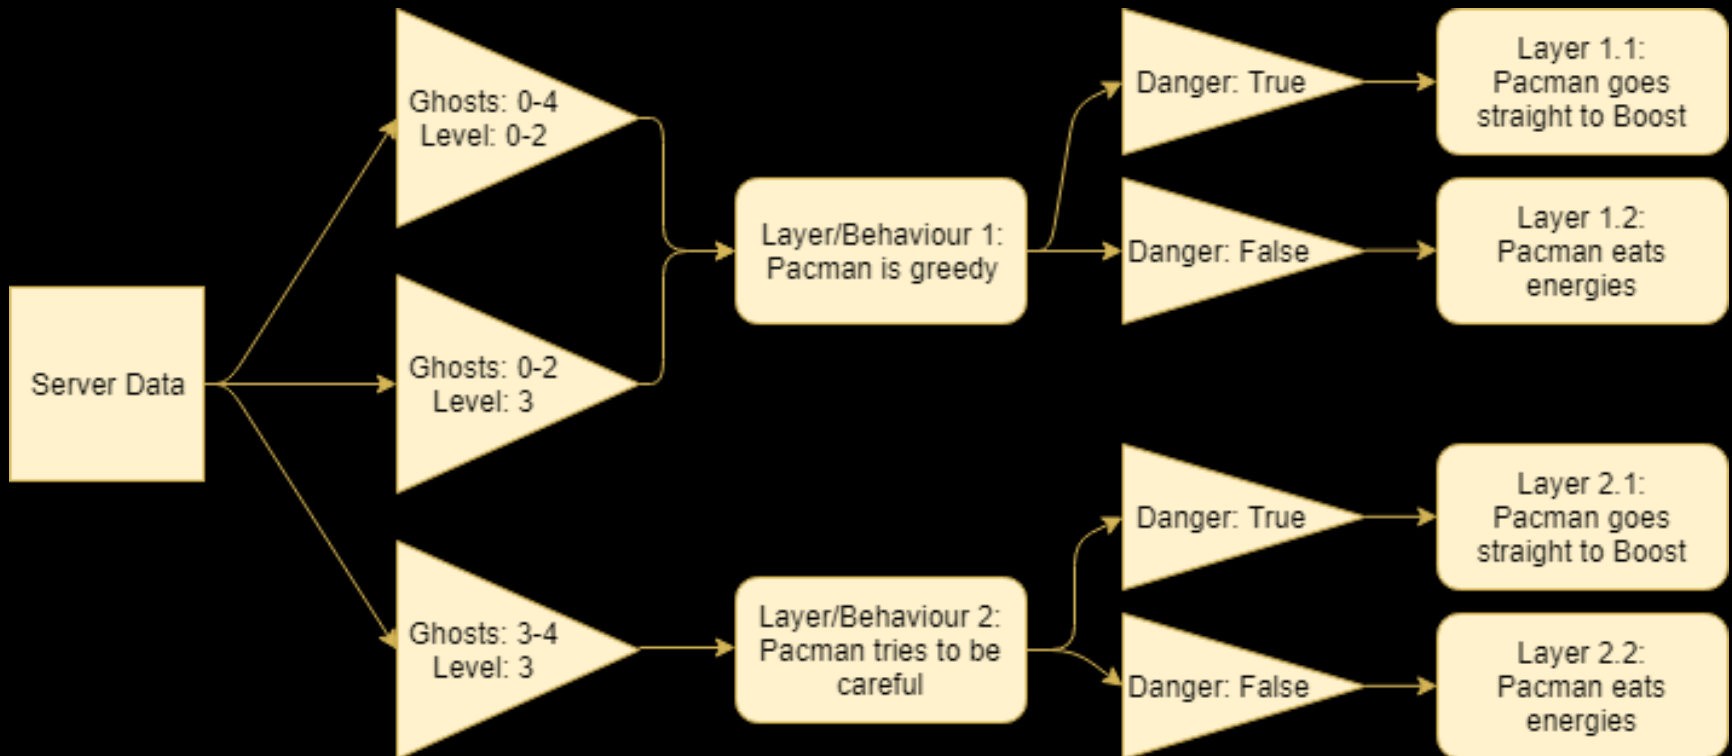 Server Data
Ghosts: 0-4
Level: 0-2
Ghosts: 0-2
Level: 3
Ghosts: 3-4
Level: 3
Layer/Behaviour 1:
Pacman is greedy
Layer/Behaviour 2:
Pacman tries to be
careful
Danger: True
Danger: False
Danger: True
Danger: False
Layer 1.1:
Pacman goes
straight to Boost
Layer 1.2:
Pacman eats
energies
Layer 2.1:
Pacman goes
straight to Boost
Layer 2.2:
Pacman eats
energies